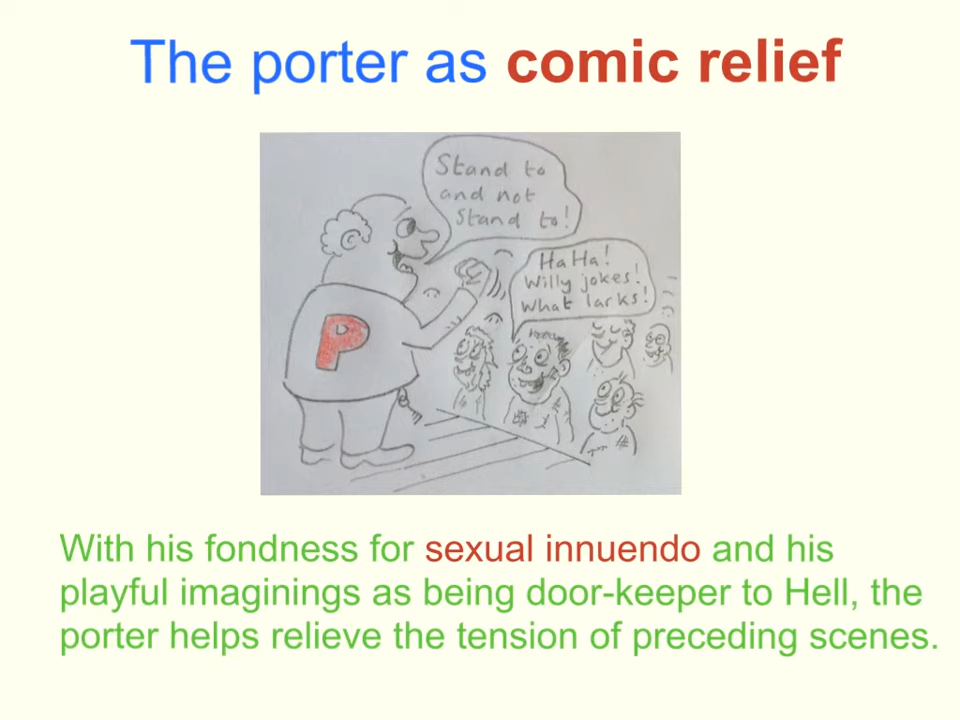 The porter as comic relief
Stand to
and not
Stand to!
HaHa!
Willy jokes!
What larks!
P
With his fondness for sexual innuendo and his
playful imaginings as being door-keeper to Hell, the
porter helps relieve the tension of preceding scenes.